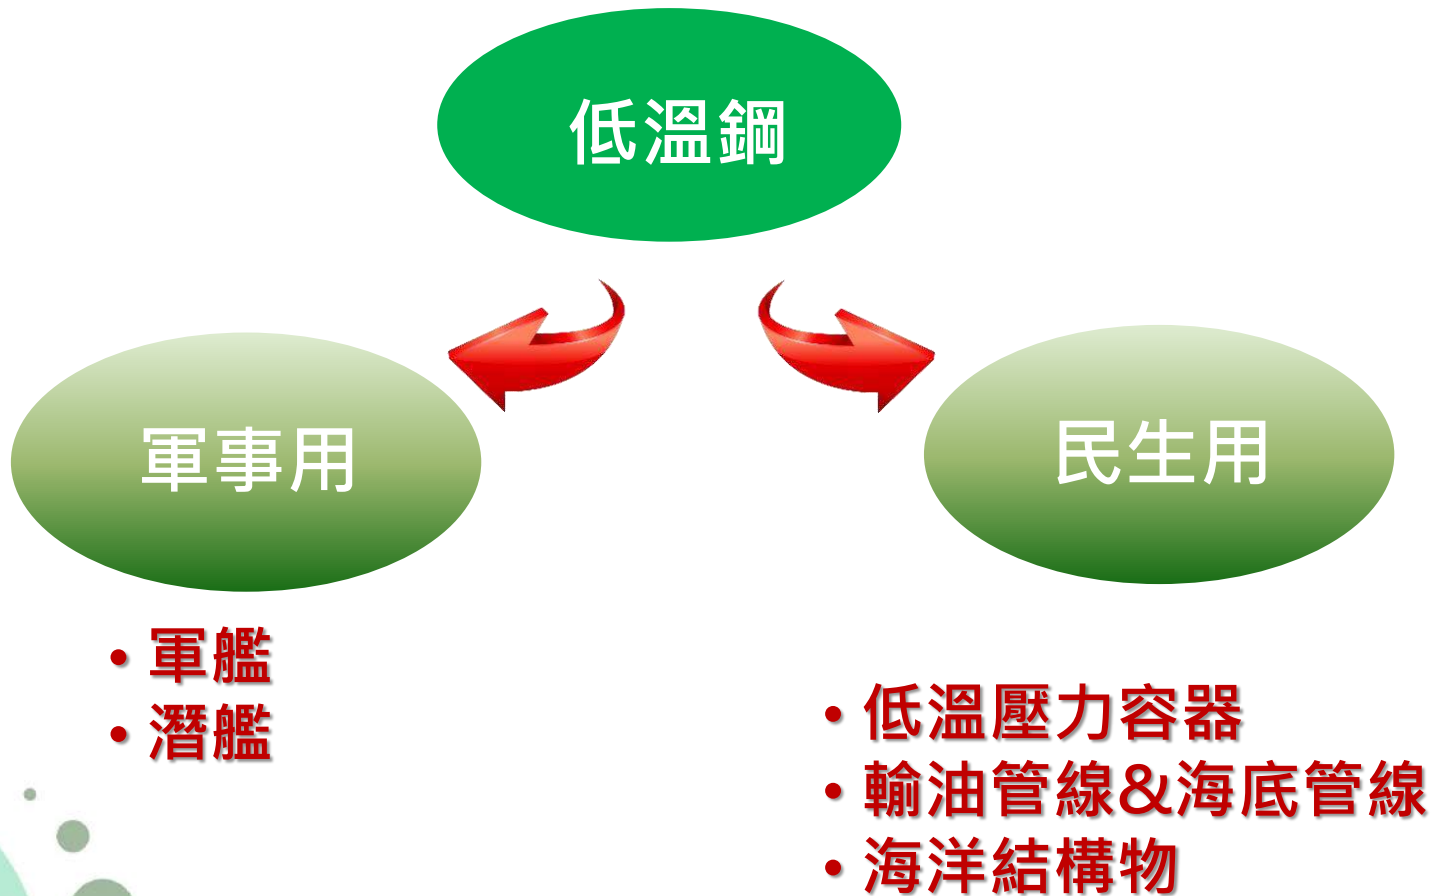 低溫鋼
軍事用
民生用
• 軍艦
• 潛艦
• 低溫壓力容器
• 輸油管線&海底管線
• 海洋結構物